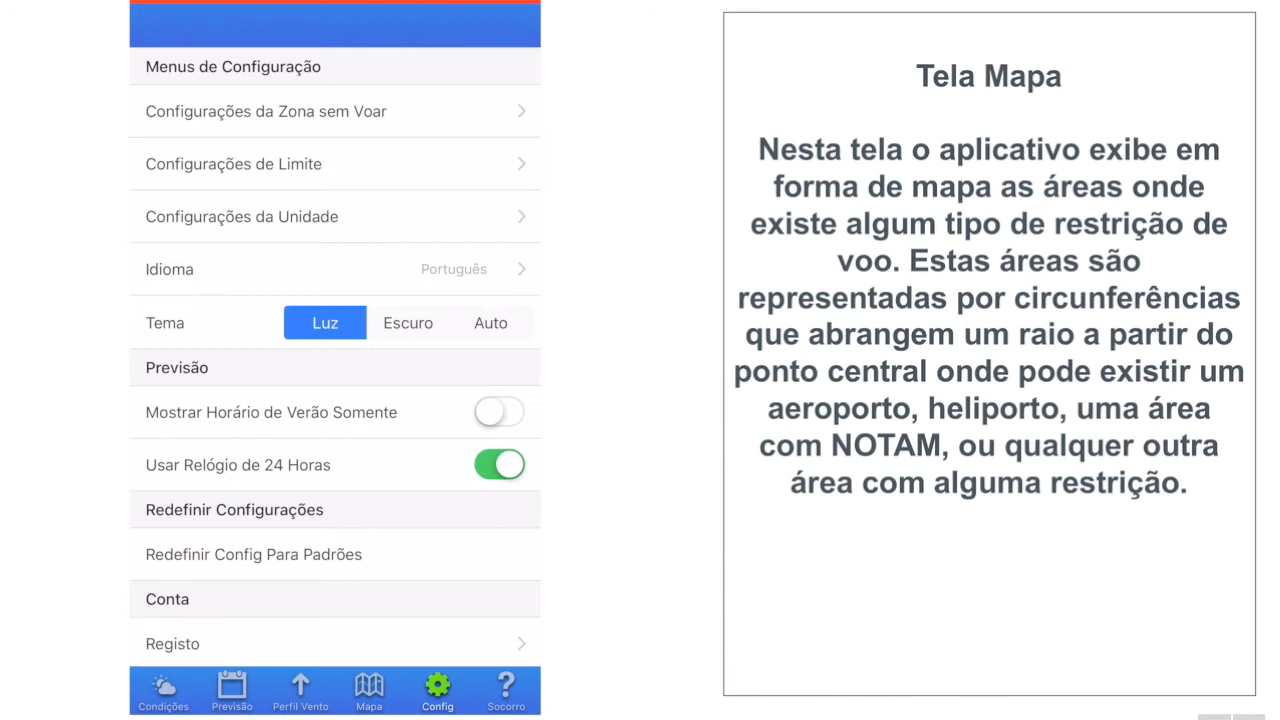 Menus de Configuração
Configurações da Zona sem Voar
Configurações de Limite
Configurações da Unidade
Idioma Português
Tema Luz Escuro Auto
Previsão
Mostrar Horário de Verão Somente
Usar Relógio de 24 Horas
Redefinir Configurações
Redefinir Config Para Padrões
Conta
Registo
Condições Previsão Perfil Vento Mapa Config Socorro
Tela Mapa
Nesta tela o aplicativo exibe em
forma de mapa as áreas onde
existe algum tipo de restrição de
voo. Estas áreas são
representadas por circunferências
que abrangem um raio a partir do
ponto central onde pode existir um
aeroporto, heliporto, uma área
com NOTAM, ou qualquer outra
área com alguma restrição.